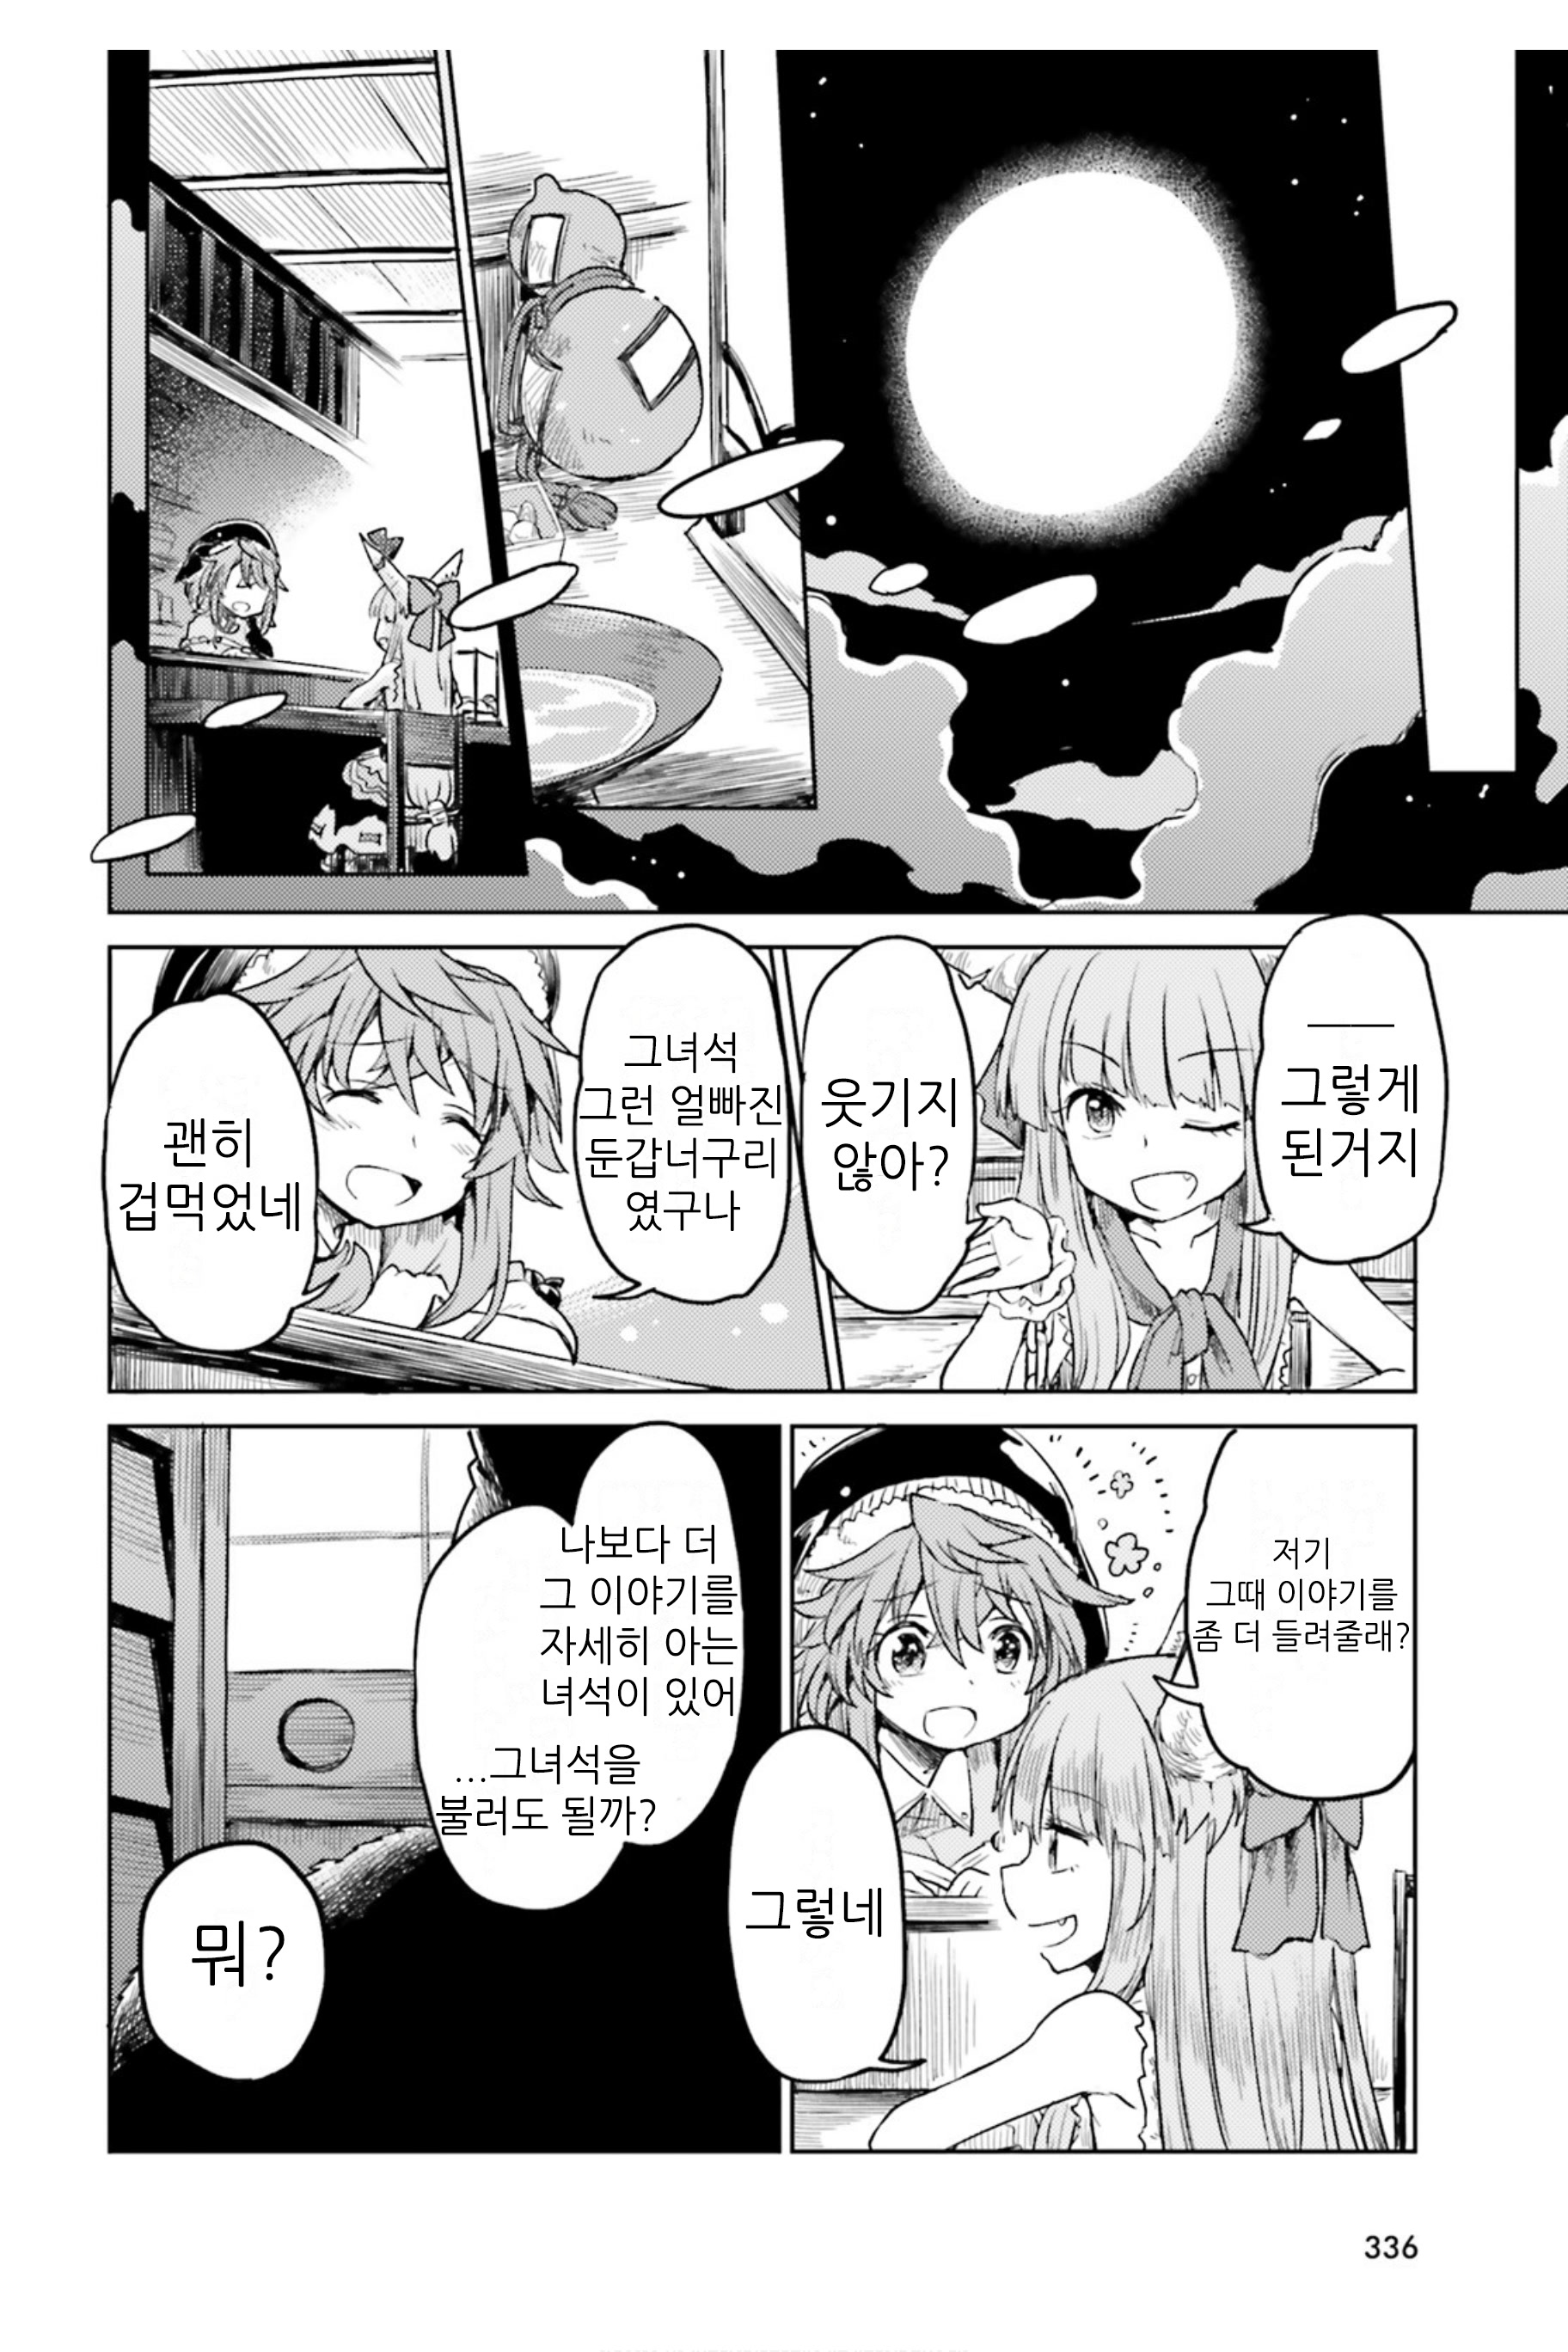 ──
그렇게
된거지
웃기지
않아?
그녀석
그런 얼빠진
둔갑너구리
였구나
괜히
겁먹었네
저기
그때 이야기를
좀 더 들려줄래?
그렇네
나보다 더
그 이야기를
자세히 아는
녀석이 있어
...그녀석을
불러도 될까?
뭐?
336